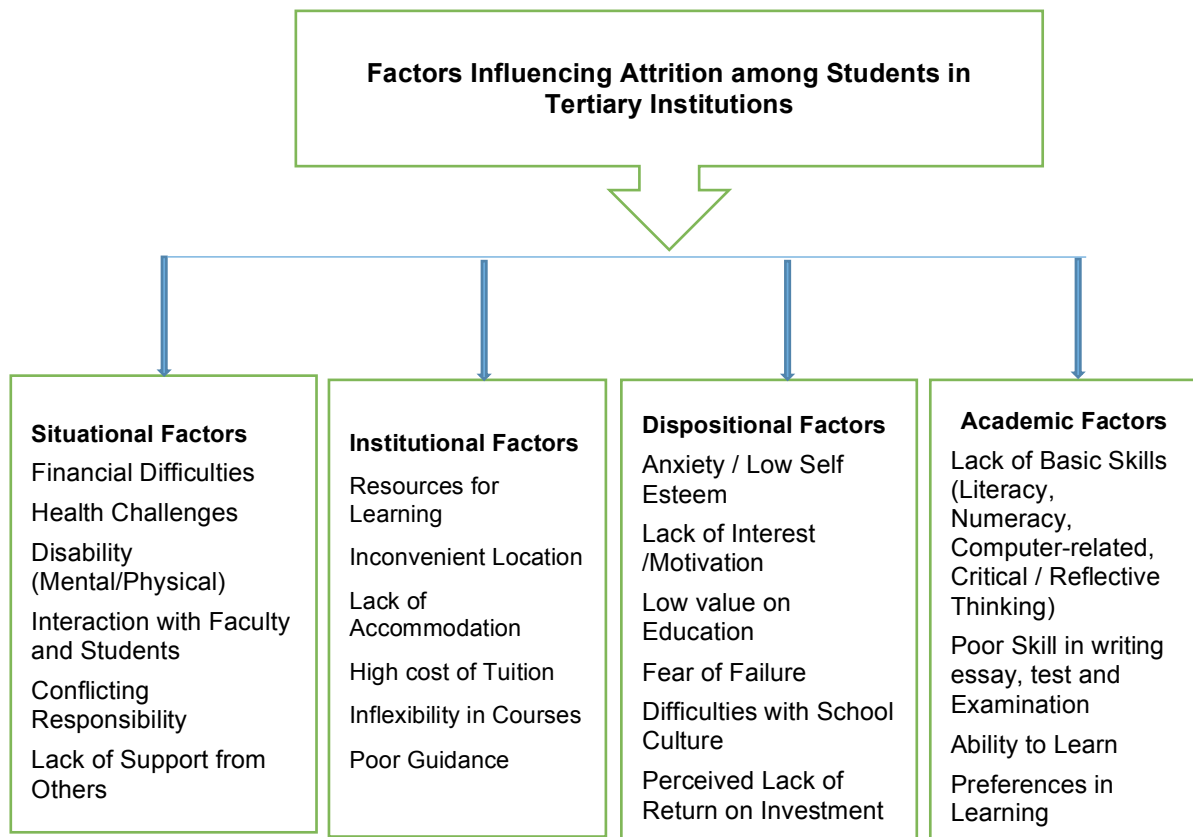 Factors Influencing Attrition among Students in
Tertiary Institutions
Situational Factors
Financial Difficulties
Health Challenges
Disability
(Mental/Physical)
Interaction with Faculty
and Students
Conflicting
Responsibility
Lack of Support from
Others
Institutional Factors
Resources for
Learning
Inconvenient Location
Lack of
Accommodation
High cost of Tuition
Inflexibility in Courses
Poor Guidance
Dispositional Factors
Anxiety / Low Self
Esteem
Lack of Interest
/Motivation
Low value on
Education
Fear of Failure
Difficulties with School
Culture
Perceived Lack of
Return on Investment
Academic Factors
Lack of Basic Skills
(Literacy,
Numeracy,
Computer-related,
Critical / Reflective
Thinking)
Poor Skill in writing
essay, test and
Examination
Ability to Learn
Preferences in
Learning